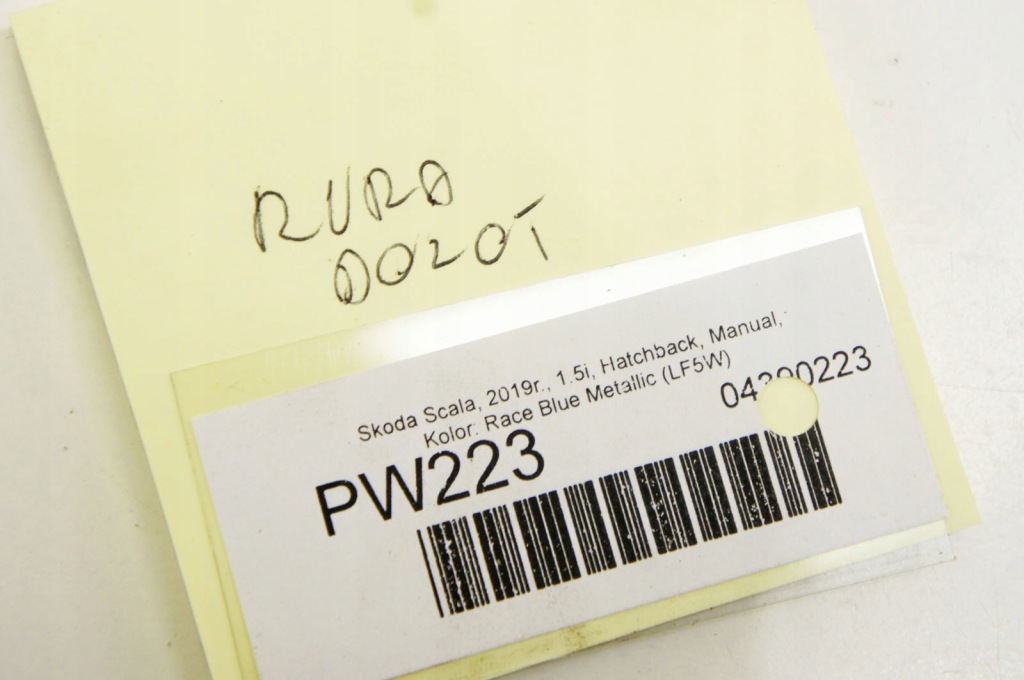 RURA
DOLOT
Skoda Scala, 2019r., 1.5i, Hatchback, Manual,
Kolor: Race Blue Metallic (LF5W)
PW223